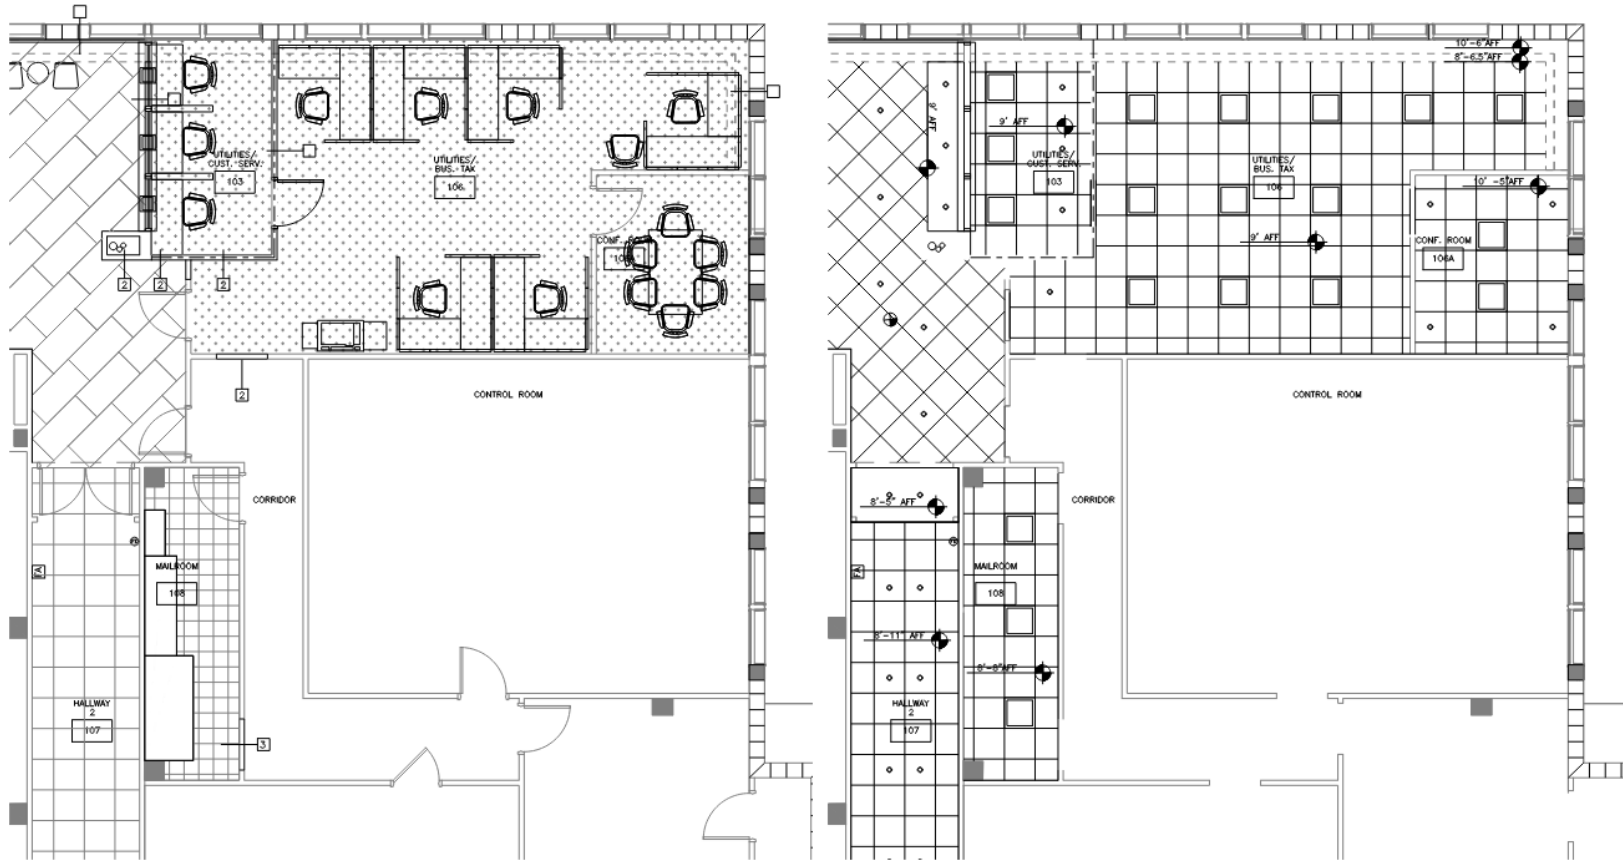 UTILITIES/
CUST. SERV.
103
UTILITIES/
BUS. TAX
106
CONF.
2
2
2
2
CONTROL ROOM
CORRIDOR
FA
MAILROOM
108
HALLWAY
2
107
3
10'-6"AFF
8'-6.5"AFF
9' AFF
9' AFF
UTILITIES/
CUST. SERV.
103
UTILITIES/
BUS. TAX
106
10' -5"AFF
9' AFF
CONF. ROOM
106A
CONTROL ROOM
8'-5" AFF
CORRIDOR
FA
MAILROOM
108
8'-11" AFF
8'-8"AFF
HALLWAY
2
107